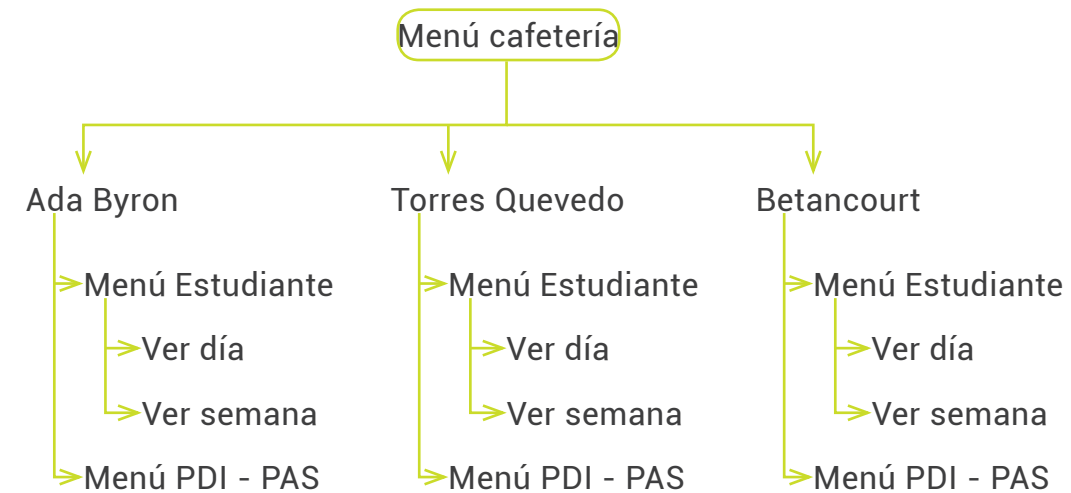 Menú cafetería
Ada Byron
Menú Estudiante
Ver día
Ver semana
Menú PDI - PAS
Torres Quevedo
Menú Estudiante
Ver día
Ver semana
Menú PDI - PAS
Betancourt
Menú Estudiante
Ver día
Ver semana
Menú PDI - PAS